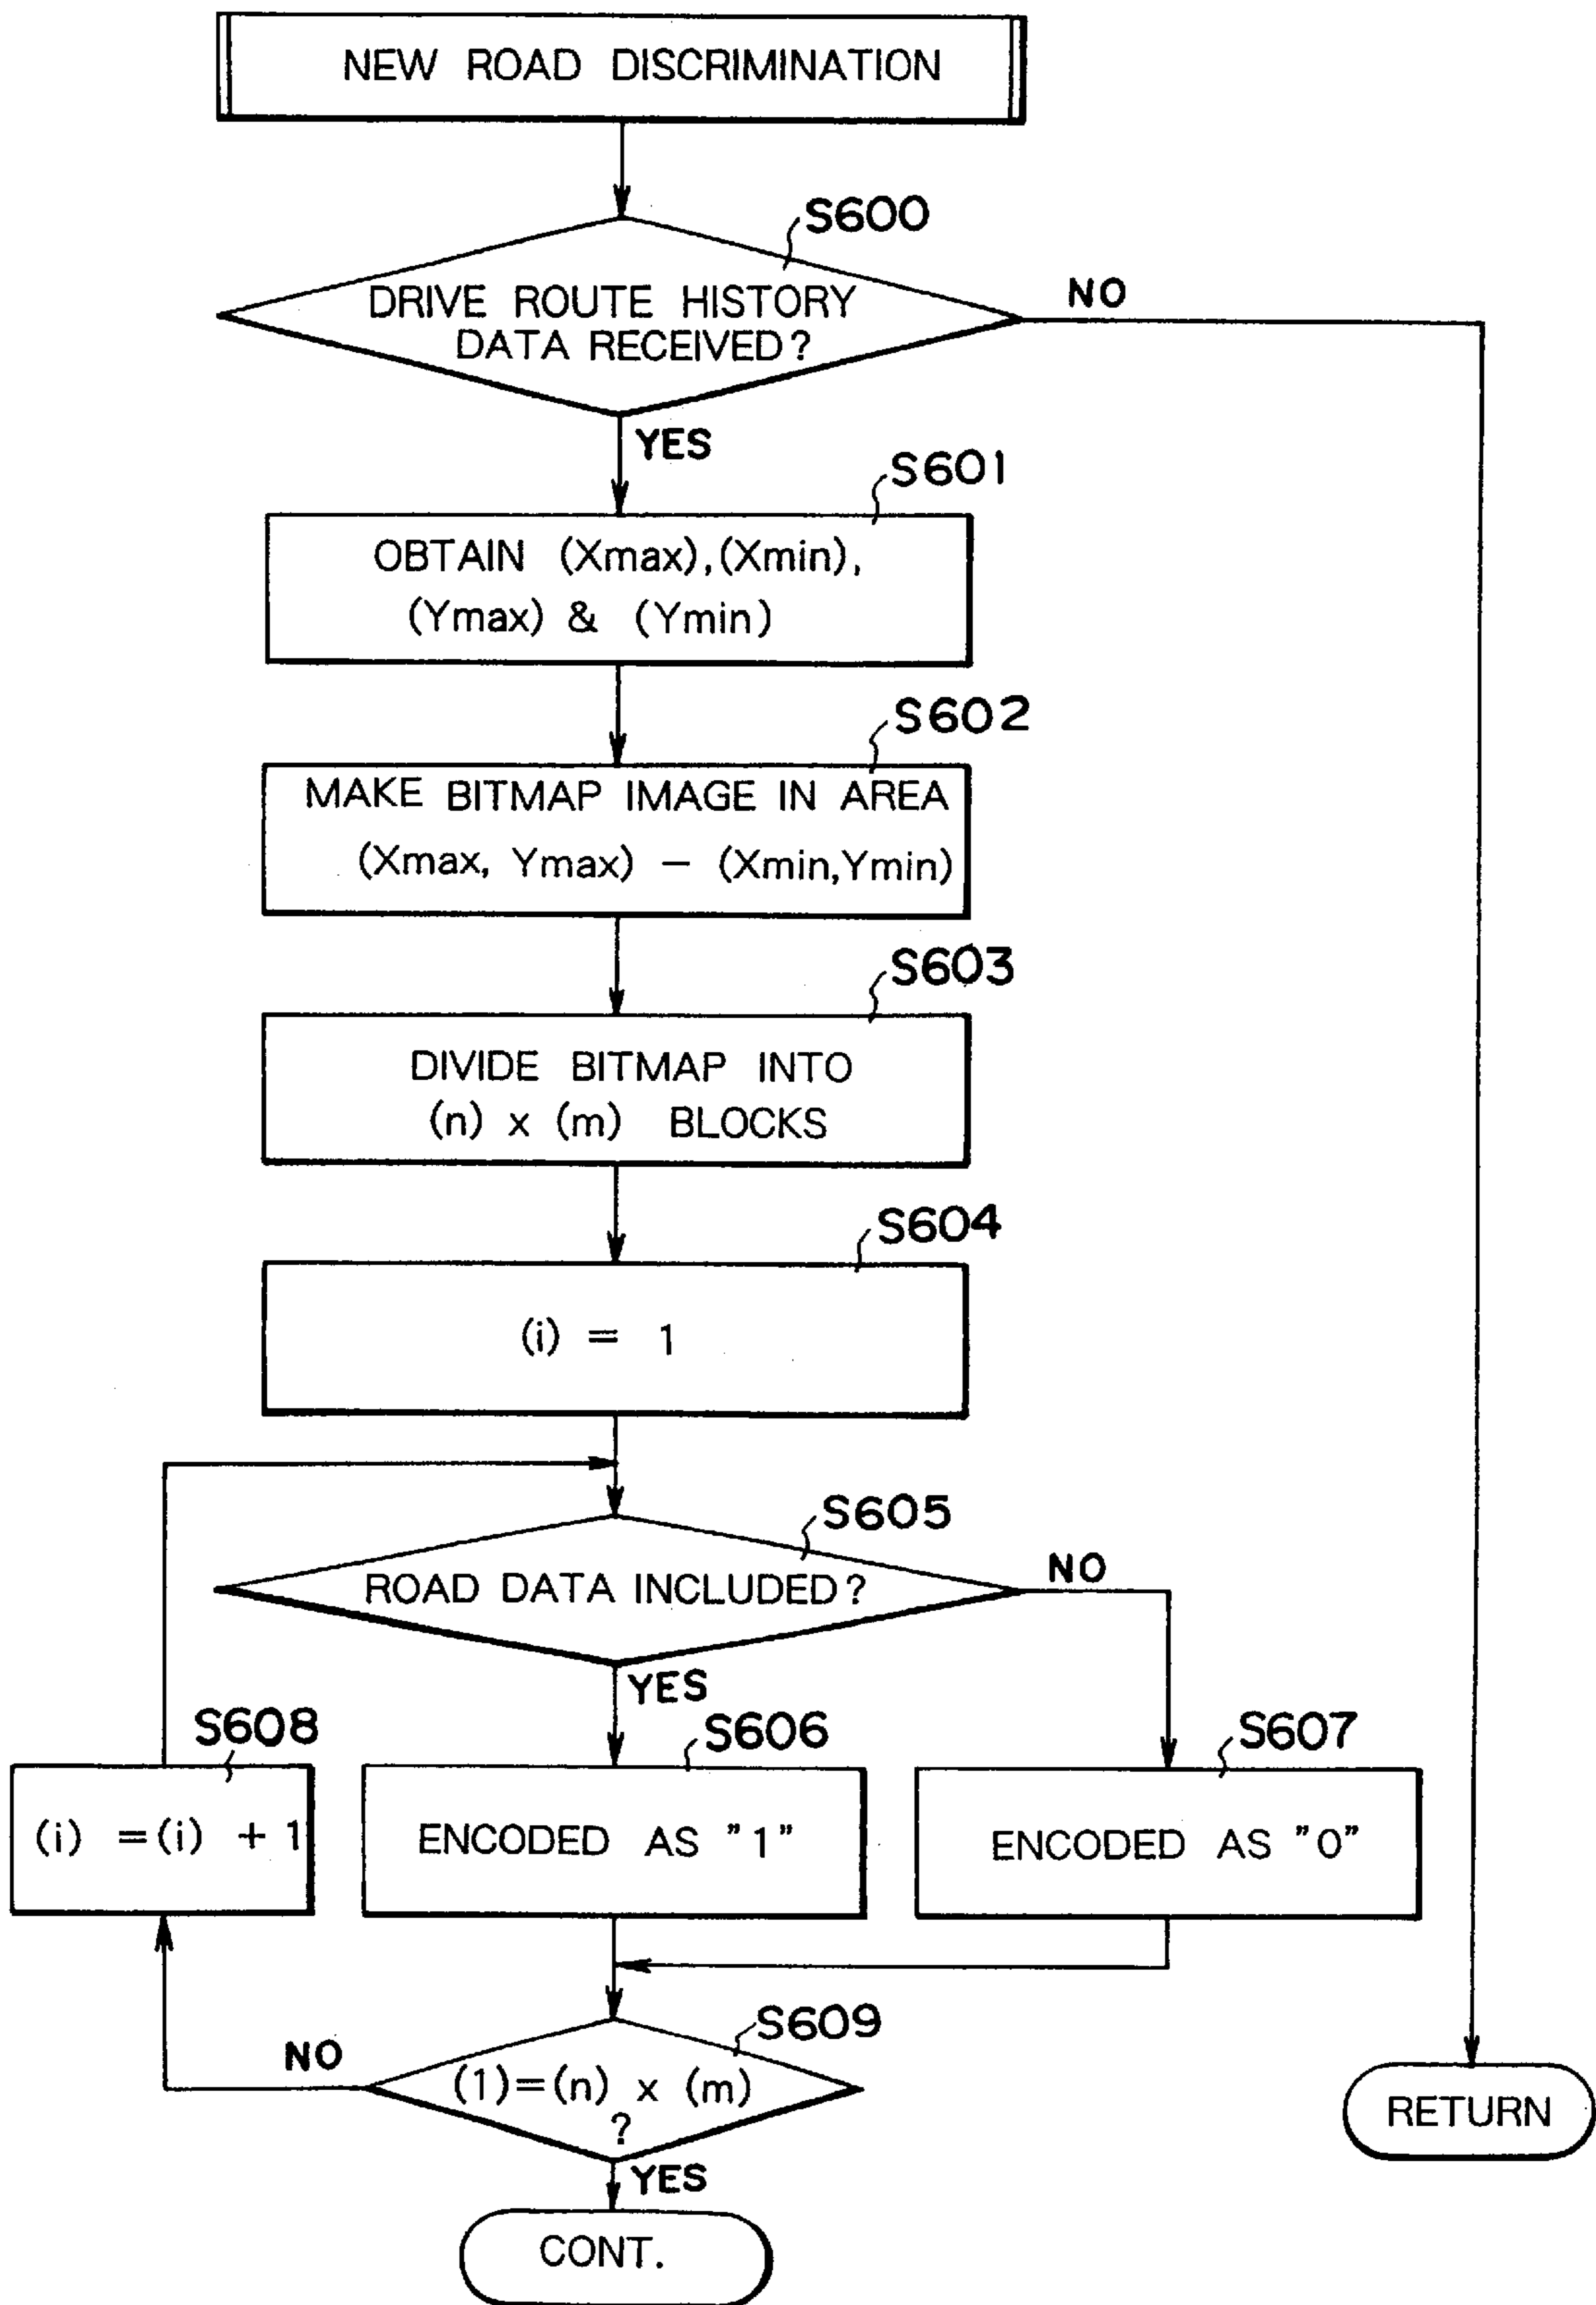 NEW ROAD DISCRIMINATION
S600
DRIVE ROUTE HISTORY
DATA RECEIVED?
NO
YES
S601
OBTAIN (Xmax),(Xmin),
(Ymax) & (Ymin)
S602
MAKE BITMAP IMAGE IN AREA
(Xmax, Ymax) – (Xmin,Ymin)
S603
DIVIDE BITMAP INTO
(n) x (m) BLOCKS
S604
(i) = 1
S605
ROAD DATA INCLUDED?
NO
YES
S608
(i) =(i) + 1
S606
ENCODED AS "1"
S607
ENCODED AS "0"
S609
(1)=(n) x (m)
?
NO
YES
CONT.
RETURN